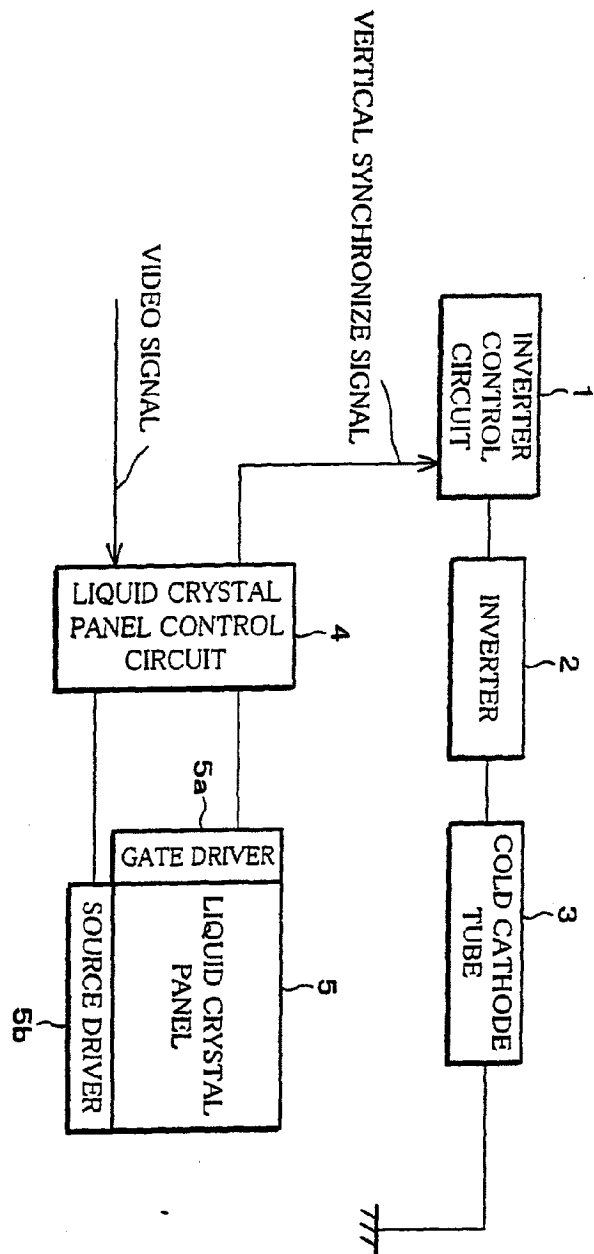 1
INVERTER
CONTROL
CIRCUIT
2
INVERTER
3
COLD CATHODE
TUBE
VERTICAL SYNCHRONIZE SIGNAL
VIDEO SIGNAL
LIQUID CRYSTAL
PANEL CONTROL
CIRCUIT
4
5a
GATE DRIVER
LIQUID CRYSTAL
PANEL
5
SOURCE DRIVER
5b